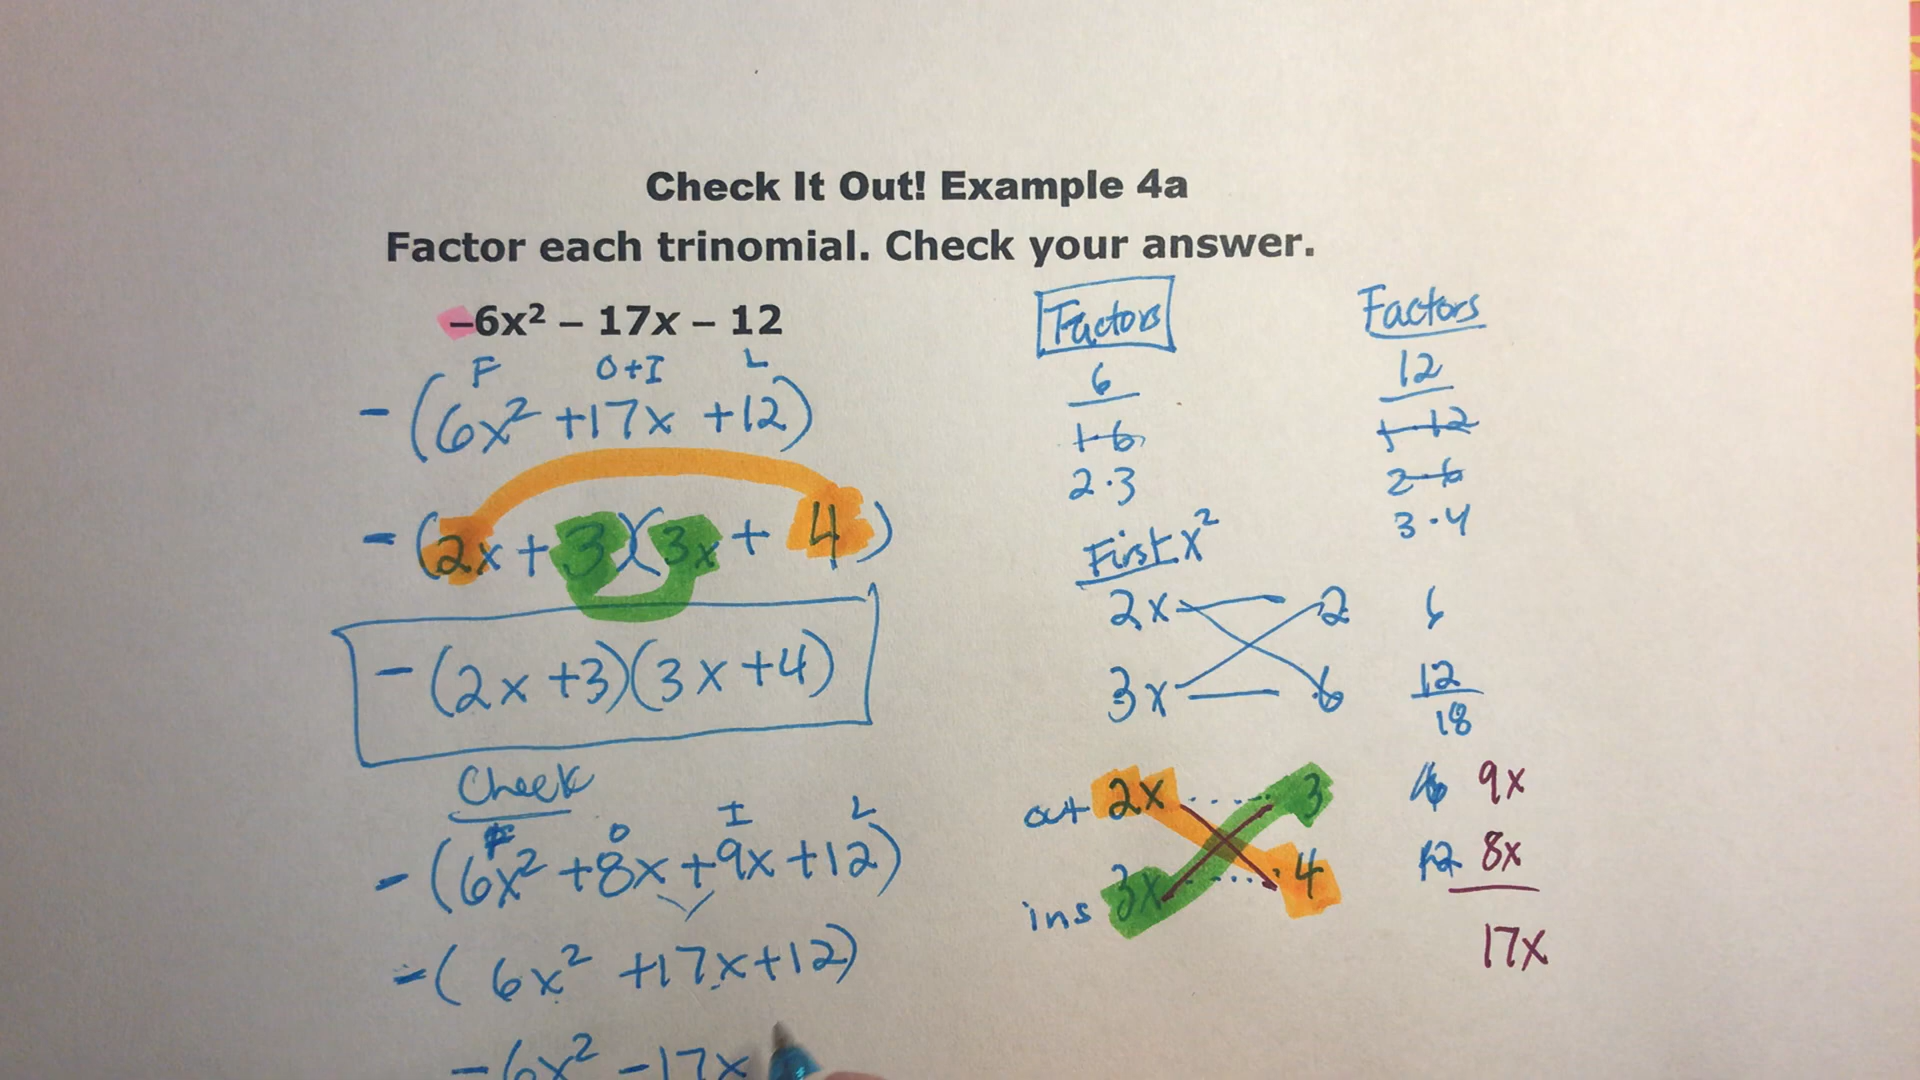 Check It Out! Example 4a
Factor each trinomial. Check your answer.
–6x² – 17x – 12
F O+I L
-(6x² +17x +12)
-(2x + 3)(3x + 4)
-(2x +3)(3x +4)
Check
F O I L
-(6x² +8x +9x +12)
-(6x² +17x +12)
-6x² -17x
Factors
6
1·6
2·3
Factors
12
1·12
2·6
3·4
First x²
2x 2 6
3x 6 12
18
out 2x 3 9x
ins 3x 4 12 8x
17x